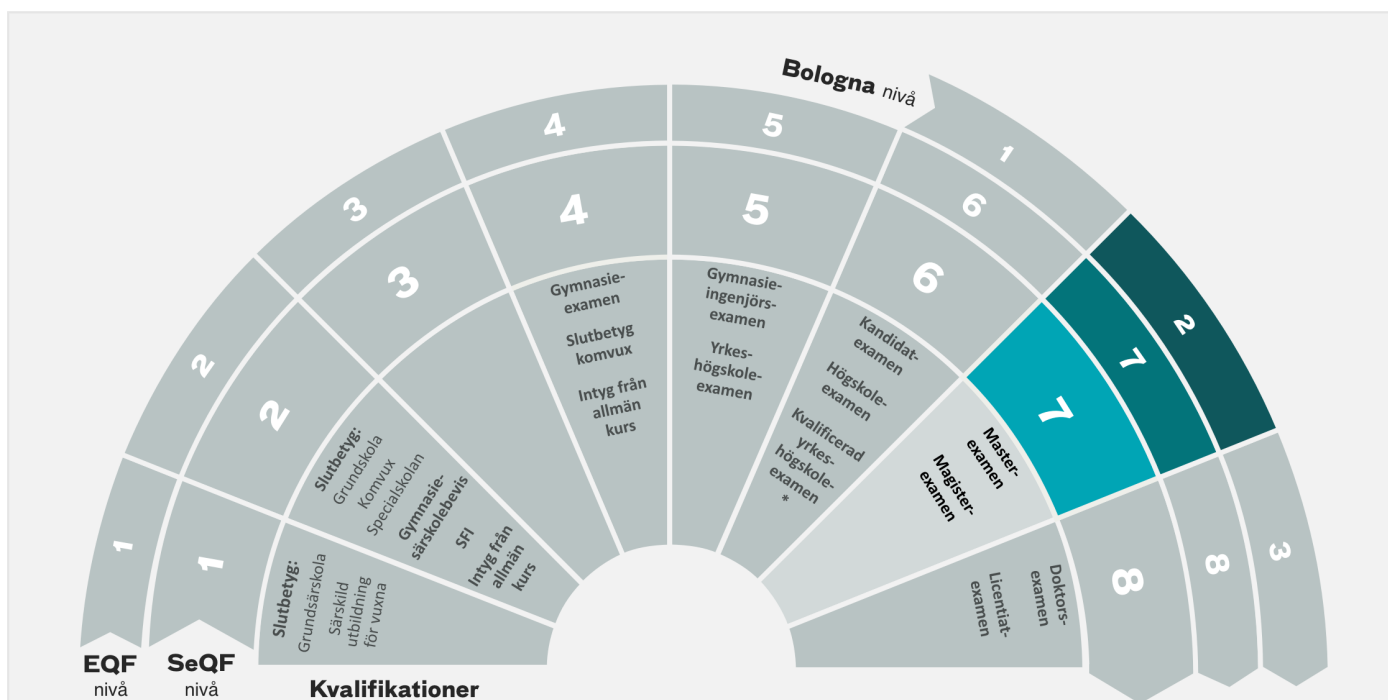 Bologna nivå
1
2
3
4
5
6
7
8
1
2
3
1
2
3
4
5
6
7
8
Slutbetyg:
Grundsärskola
Särskild
utbildning
för vuxna
Slutbetyg:
Grundskola
Komvux
Specialskolan
Gymnasie-
särskolebevis
SFI
Intyg från
allmän
kurs
Gymnasie-
examen
Slutbetyg
komvux
Intyg från
allmän
kurs
Gymnasie-
ingenjörs-
examen
Yrkes-
högskole-
examen
Kandidat-
examen
Högskole-
examen
Kvalificerad
yrkes-
högskole-
examen
*
Master-
examen
Magister-
examen
Doktors-
examen
Licentiat-
examen
EQF
nivå
SeQF
nivå
Kvalifikationer